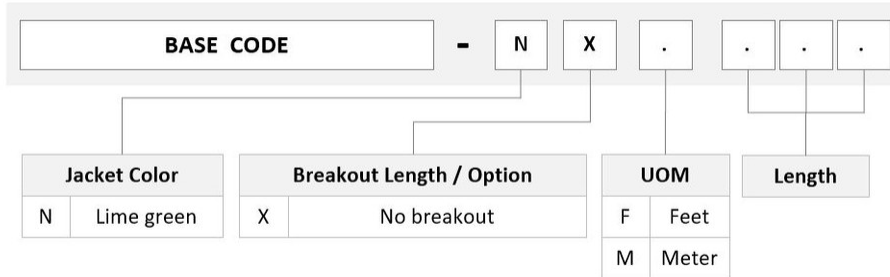 BASE CODE - N X . . . .
Jacket Color
N Lime green
Breakout Length / Option
X No breakout
UOM
F Feet
M Meter
Length